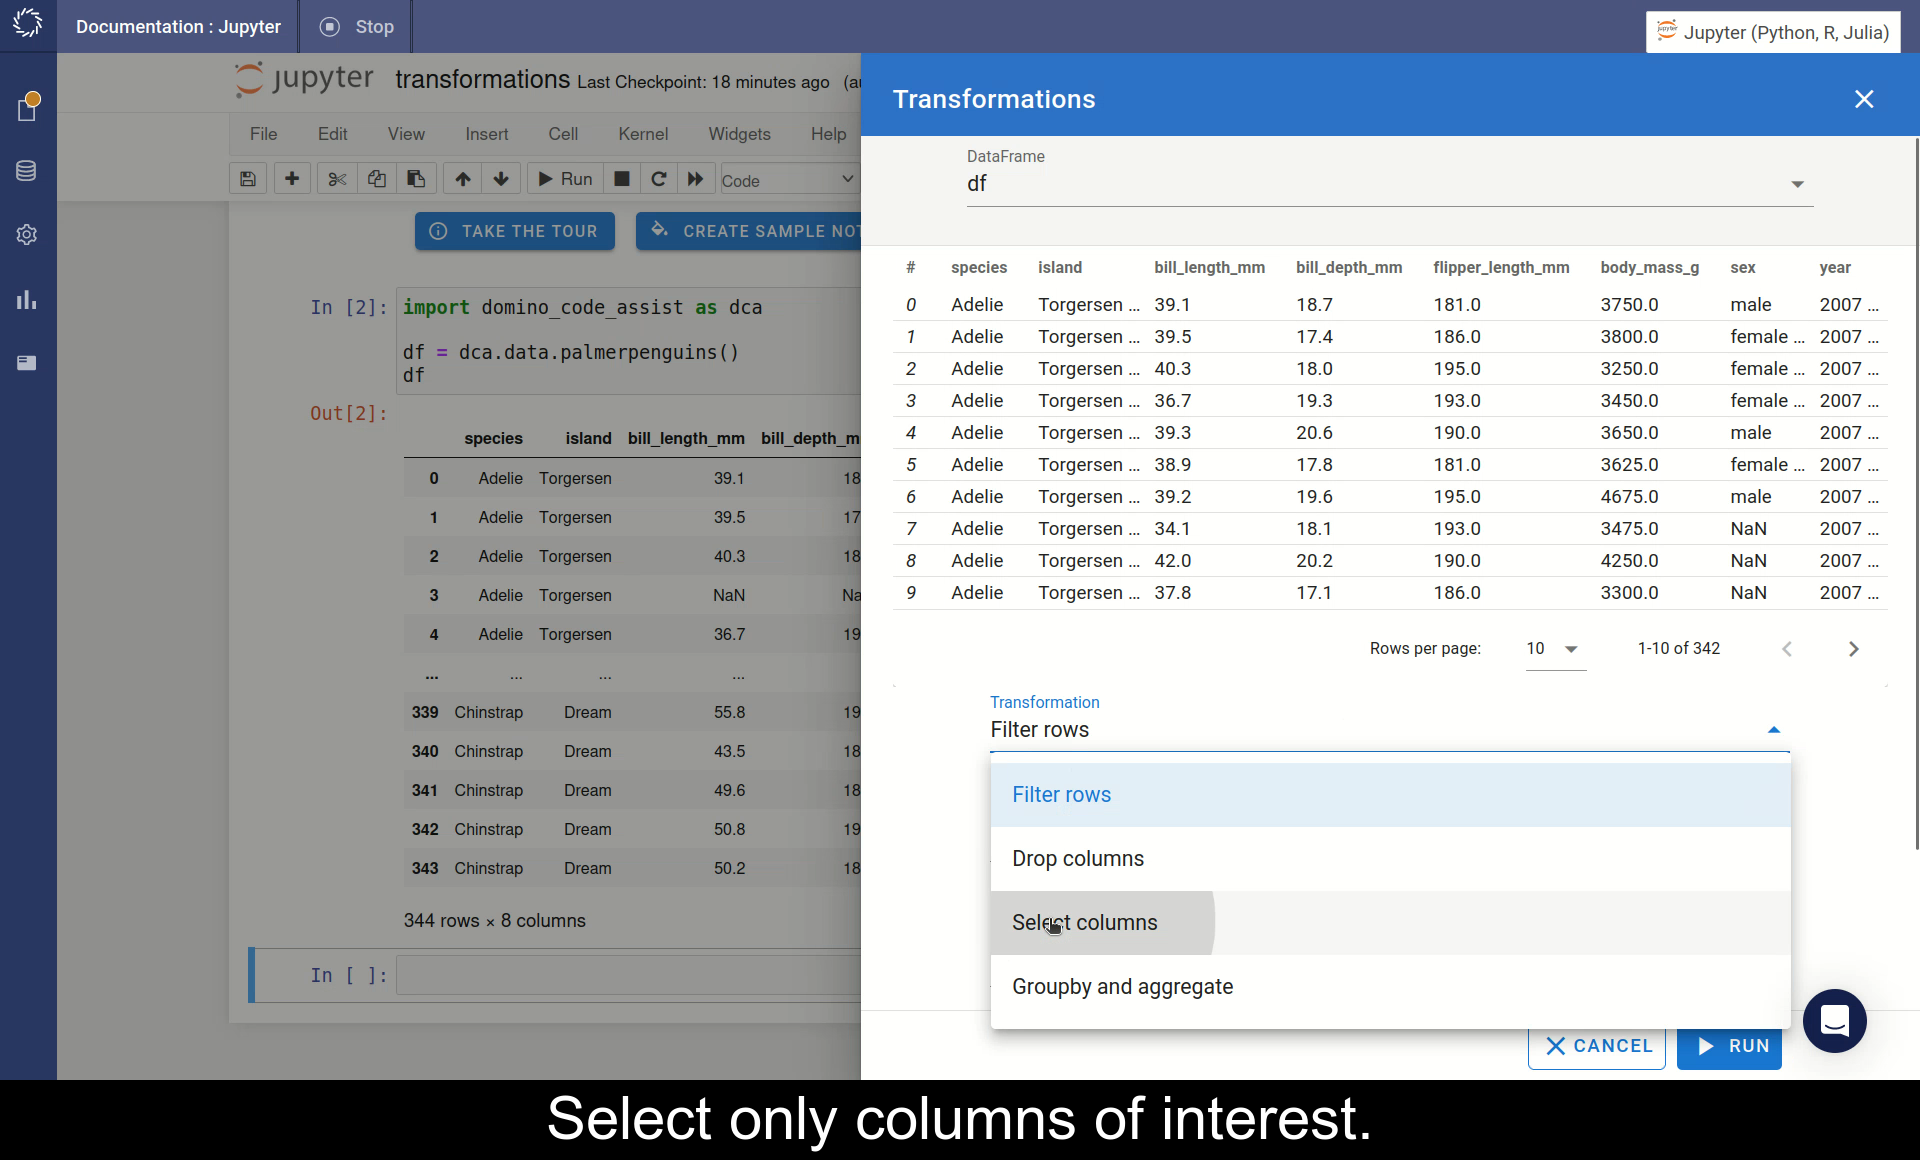 Documentation : Jupyter
Stop
Jupyter (Python, R, Julia)
jupyter transformations Last Checkpoint: 18 minutes ago (au
File Edit View Insert Cell Kernel Widgets Help
Run
Code
TAKE THE TOUR
CREATE SAMPLE NOT
In [2]: import domino_code_assist as dca
df = dca.data.palmerpenguins()
df
Out[2]:
species island bill_length_mm bill_depth_m
0 Adelie Torgersen 39.1 18
1 Adelie Torgersen 39.5 17
2 Adelie Torgersen 40.3 18
3 Adelie Torgersen NaN Na
4 Adelie Torgersen 36.7 19
... ... ... ...
339 Chinstrap Dream 55.8 19
340 Chinstrap Dream 43.5 18
341 Chinstrap Dream 49.6 18
342 Chinstrap Dream 50.8 19
343 Chinstrap Dream 50.2 18
344 rows × 8 columns
In [ ]:
Transformations
DataFrame
df
# species island bill_length_mm bill_depth_mm flipper_length_mm body_mass_g sex year
0 Adelie Torgersen ... 39.1 18.7 181.0 3750.0 male 2007 ...
1 Adelie Torgersen ... 39.5 17.4 186.0 3800.0 female ... 2007 ...
2 Adelie Torgersen ... 40.3 18.0 195.0 3250.0 female ... 2007 ...
3 Adelie Torgersen ... 36.7 19.3 193.0 3450.0 female ... 2007 ...
4 Adelie Torgersen ... 39.3 20.6 190.0 3650.0 male 2007 ...
5 Adelie Torgersen ... 38.9 17.8 181.0 3625.0 female ... 2007 ...
6 Adelie Torgersen ... 39.2 19.6 195.0 4675.0 male 2007 ...
7 Adelie Torgersen ... 34.1 18.1 193.0 3475.0 NaN 2007 ...
8 Adelie Torgersen ... 42.0 20.2 190.0 4250.0 NaN 2007 ...
9 Adelie Torgersen ... 37.8 17.1 186.0 3300.0 NaN 2007 ...
Rows per page: 10 1-10 of 342
Transformation
Filter rows
Filter rows
Drop columns
Select columns
Groupby and aggregate
CANCEL
RUN
Select only columns of interest.